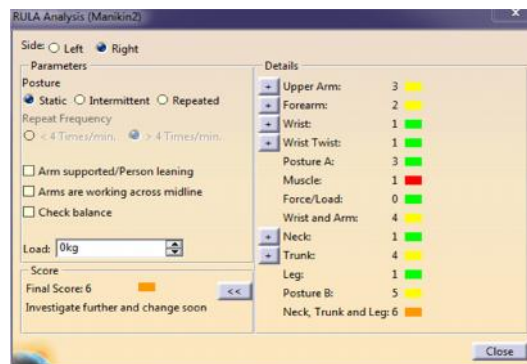 RULA Analysis (Manikin2)
Side: Left Right
Parameters
Posture
Static Intermittent Repeated
Repeat Frequency
< 4 Times/min. > 4 Times/min.
Arm supported/Person leaning
Arms are working across midline
Check balance
Load: 0kg
Score
Final Score: 6
<<
Investigate further and change soon
Details
+ Upper Arm: 3
+ Forearm: 2
+ Wrist: 1
+ Wrist Twist: 1
Posture A: 3
Muscle: 1
Force/Load: 0
Wrist and Arm: 4
+ Neck: 1
+ Trunk: 4
Leg: 1
Posture B: 5
Neck, Trunk and Leg: 6
Close